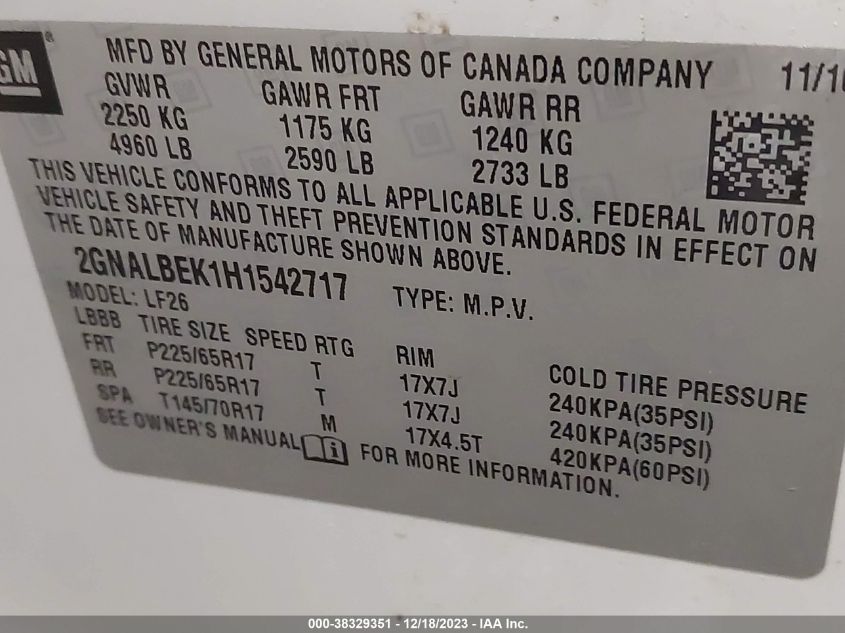 GM
®
MFD BY GENERAL MOTORS OF CANADA COMPANY 11/16
GVWR GAWR FRT GAWR RR
2250 KG 1175 KG 1240 KG
4960 LB 2590 LB 2733 LB
THIS VEHICLE CONFORMS TO ALL APPLICABLE U.S. FEDERAL MOTOR
VEHICLE SAFETY AND THEFT PREVENTION STANDARDS IN EFFECT ON
THE DATE OF MANUFACTURE SHOWN ABOVE.
2GNALBEK1H1542717 TYPE: M.P.V.
MODEL: LF26
LBBB TIRE SIZE SPEED RTG RIM COLD TIRE PRESSURE
FRT P225/65R17 T 17X7J 240KPA(35PSI)
RR P225/65R17 T 17X7J 240KPA(35PSI)
SPA T145/70R17 M 17X4.5T 420KPA(60PSI)
SEE OWNER'S MANUAL FOR MORE INFORMATION.
000-38329351 - 12/18/2023 - IAA Inc.